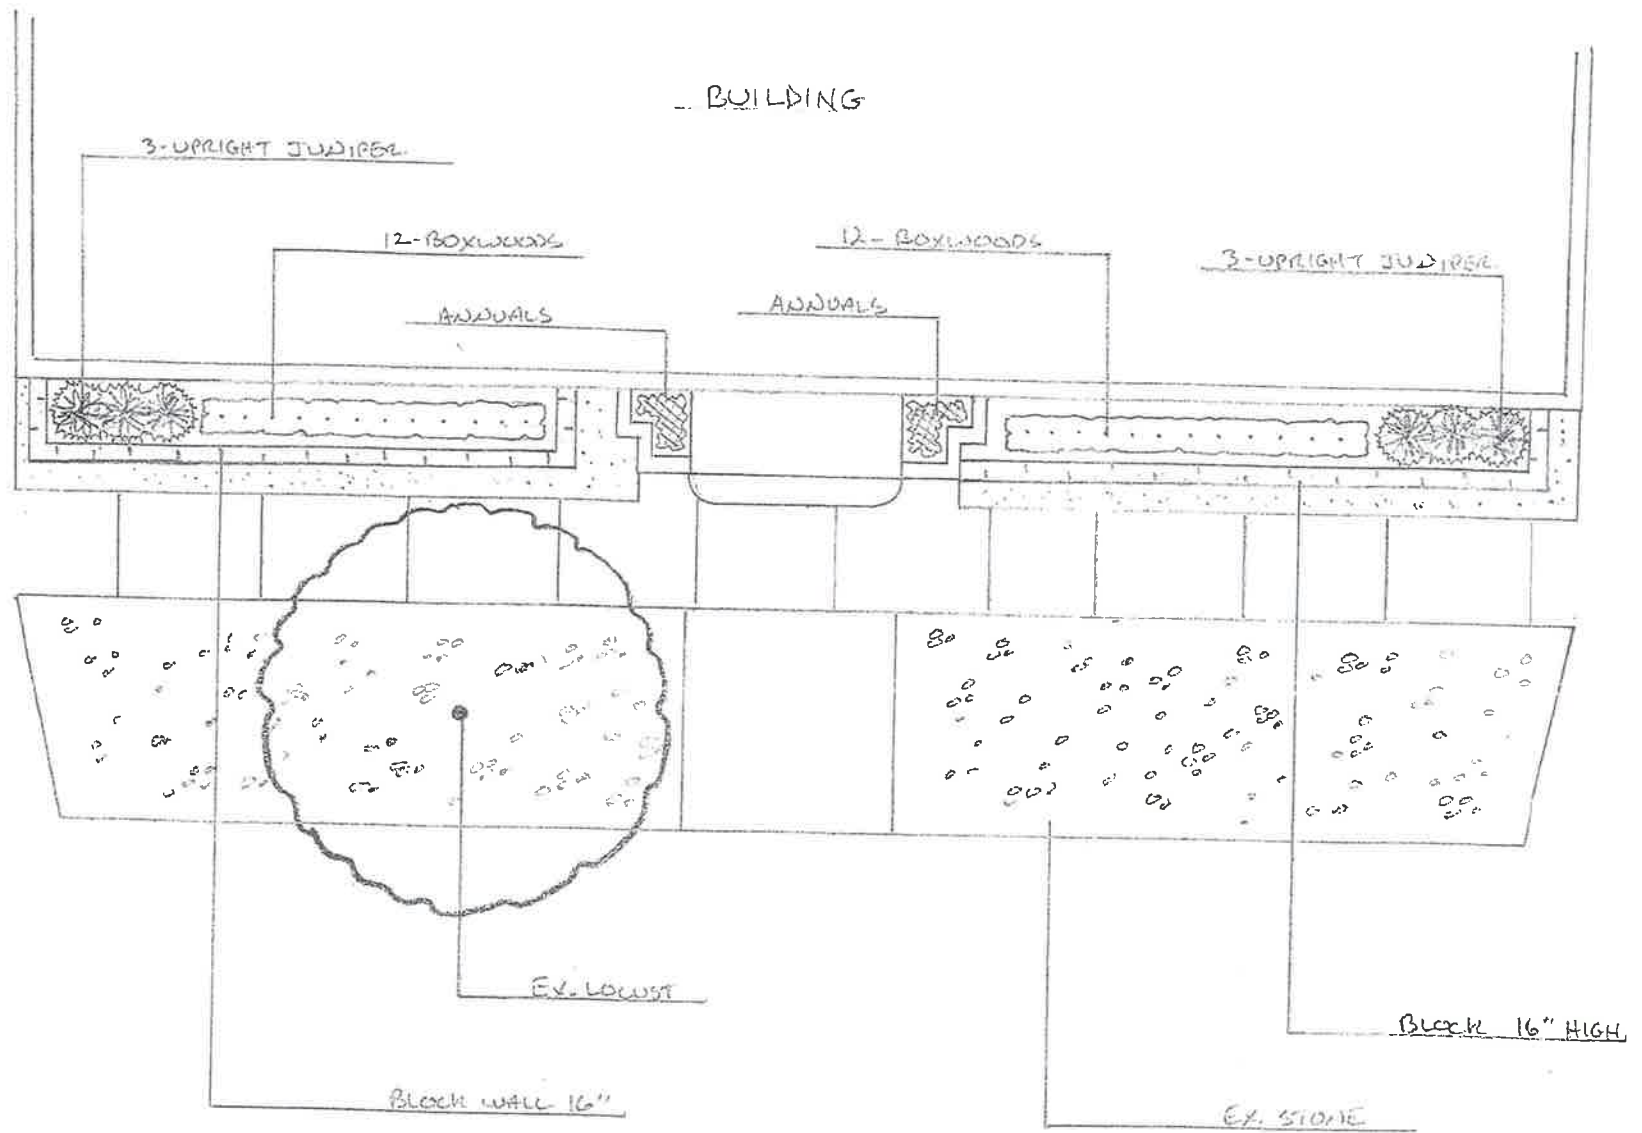 BUILDING
3-UPRIGHT JUNIPER
12-BOXWOODS
12-BOXWOODS
3-UPRIGHT JUNIPER
ANNUALS
ANNUALS
EX. LOCUST
BLOCK 16" HIGH
BLOCK WALL 16"
EX. STONE